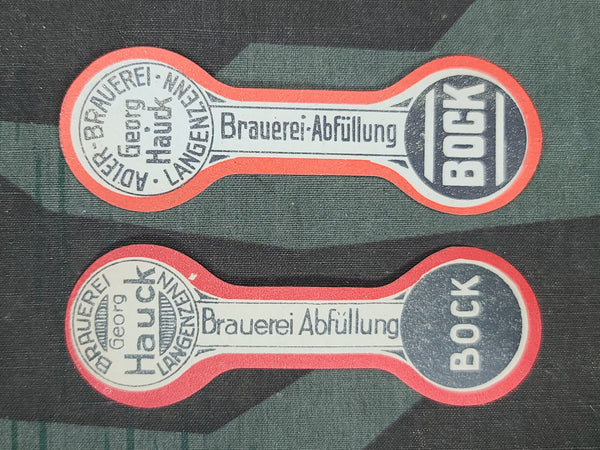 · ADLER-BRAUEREI · LANGENZENN
Georg
Hauck
Brauerei-Abfüllung
BOCK
BRAUEREI
Georg
Hauck
LANGENZENN
Brauerei Abfüllung
BOCK